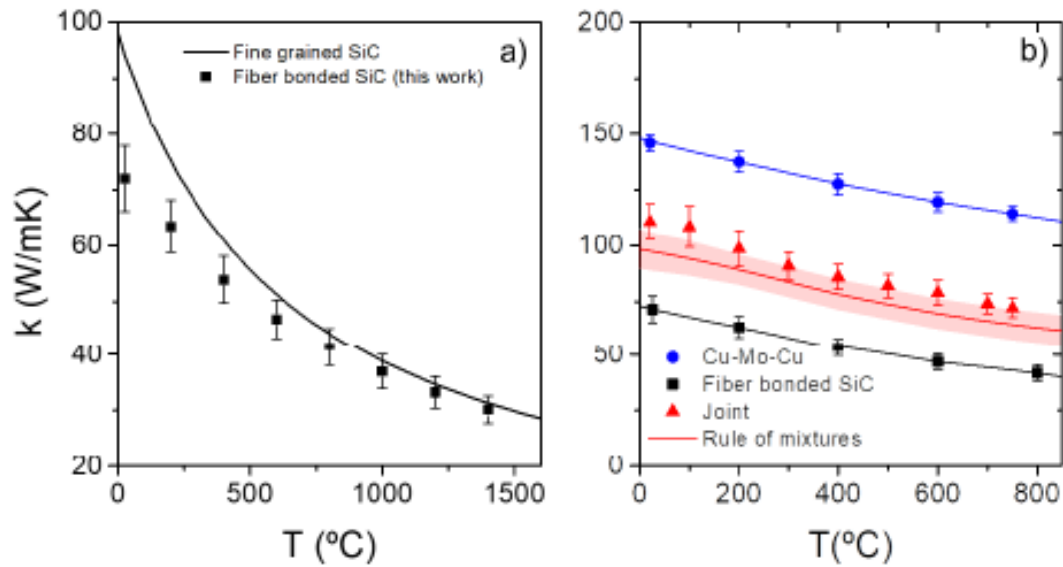 100
80
60
40
20
k (W/mK)
Fine grained SiC
Fiber bonded SiC (this work)
a)
0
500
1000
1500
T (ºC)
200
150
100
50
0
b)
Cu-Mo-Cu
Fiber bonded SiC
Joint
Rule of mixtures
0
200
400
600
800
T(ºC)